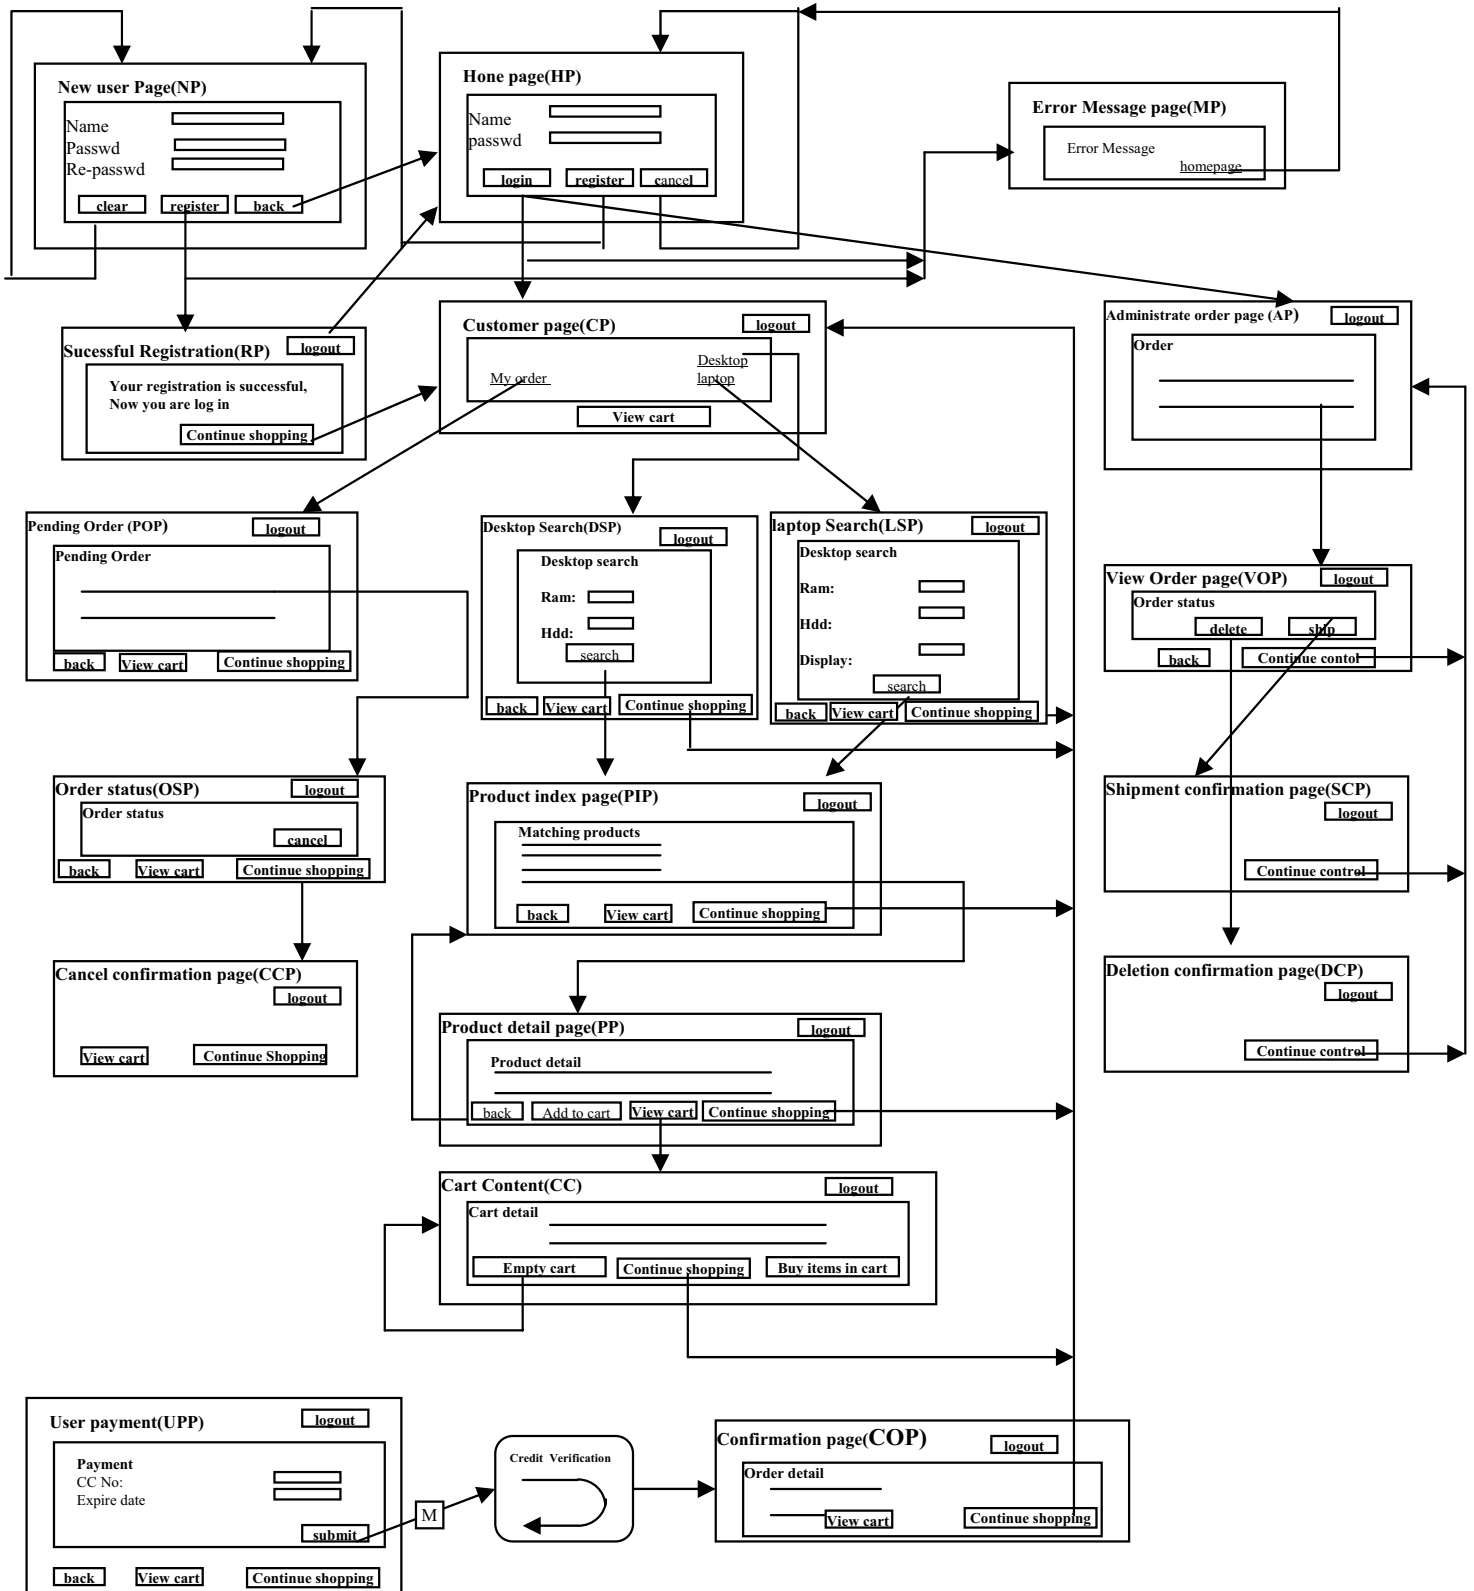 New user Page(NP)
Name
Passwd
Re-passwd
clear
register
back
Hone page(HP)
Name
passwd
login
register
cancel
Error Message page(MP)
Error Message
homepage
Sucessful Registration(RP)
logout
Your registration is successful,
Now you are log in
Continue shopping
Customer page(CP)
logout
Desktop
My order
laptop
View cart
Administrate order page (AP)
logout
Order
Pending Order (POP)
logout
Pending Order
back
View cart
Continue shopping
Desktop Search(DSP)
logout
Desktop search
Ram:
Hdd:
search
back
View cart
Continue shopping
laptop Search(LSP)
logout
Desktop search
Ram:
Hdd:
Display:
search
back
View cart
Continue shopping
View Order page(VOP)
logout
Order status
delete
ship
back
Continue contol
Order status(OSP)
logout
Order status
cancel
back
View cart
Continue shopping
Product index page(PIP)
logout
Matching products
back
View cart
Continue shopping
Shipment confirmation page(SCP)
logout
Continue control
Cancel confirmation page(CCP)
logout
View cart
Continue Shopping
Deletion confirmation page(DCP)
logout
Continue control
Product detail page(PP)
logout
Product detail
back
Add to cart
View cart
Continue shopping
Cart Content(CC)
logout
Cart detail
Empty cart
Continue shopping
Buy items in cart
User payment(UPP)
logout
Payment
CC No:
Expire date
submit
back
View cart
Continue shopping
M
Credit Verification
Confirmation page(COP)
logout
Order detail
View cart
Continue shopping